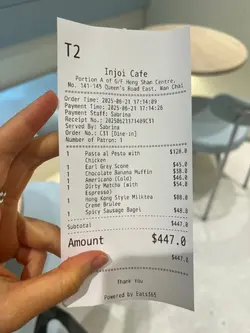 T2
Injoi Cafe
Portion A of G/F Hong Shan Centre,
No. 141-145 Queen's Road East, Wan Chai
Order Time: 2025-06-21 17:14:09
Payment Time: 2025-06-21 17:14:26
Payment Staff: Sabrina
Receipt No.:
Served By: Sabrina
Order No.: C31 [Dine-in]
Number of Patron: 1
1 Pasta al Pasto with $128.0
Chicken
1 Earl Grey Scone $45.0
1 Chocolate Banana Muffin $38.0
1 Americano (Cold) $46.0
1 Dirty Matcha (with $54.0
Espresso)
1 Hong Kong Style Milktea $88.0
Creme Brulee
1 Spicy Sausage Bagel $48.0
Subtotal $447.0
Amount $447.0
$447.0
Thank You
Powered by Eats365